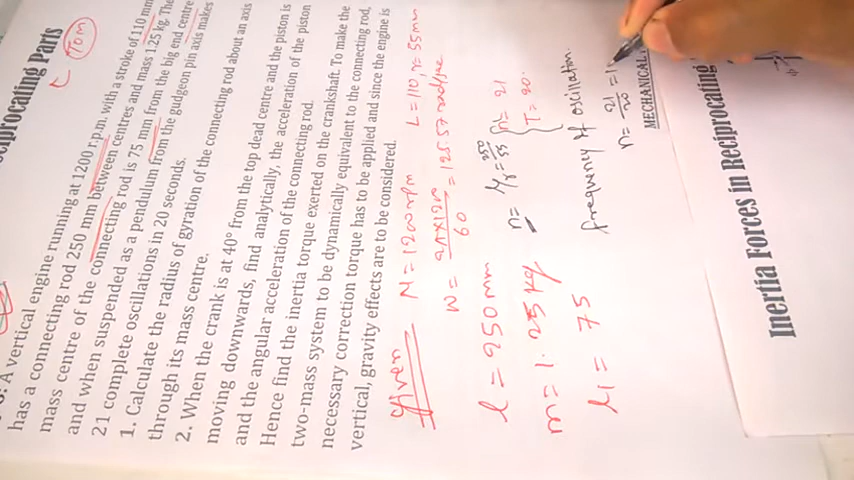 ciprocating Parts
10m
A vertical engine running at 1200 r.p.m. with a stroke of 110 mm
has a connecting rod 250 mm between centres and mass 1.25 kg. The
mass centre of the connecting rod is 75 mm from the big end centre
and when suspended as a pendulum from the gudgeon pin axis makes
21 complete oscillations in 20 seconds.
1. Calculate the radius of gyration of the connecting rod about an axis
through its mass centre.
2. When the crank is at 40° from the top dead centre and the piston is
moving downwards, find analytically, the acceleration of the piston
and the angular acceleration of the connecting rod.
Hence find the inertia torque exerted on the crankshaft. To make the
two-mass system to be dynamically equivalent to the connecting rod,
necessary correction torque has to be applied and since the engine is
vertical, gravity effects are to be considered.
Given N = 1200 rpm L = 110, r = 55mm
W = 2π×120 / 60 = 125.57 rad/sec
l = 250 mm n = l/r = 250/55 { n = 21
m = 1.25 kg T = 20.
l1 = 75 frequency of oscillation.
n = 21/20 = 1
MECHANICAL
Inertia Forces in Reciprocating